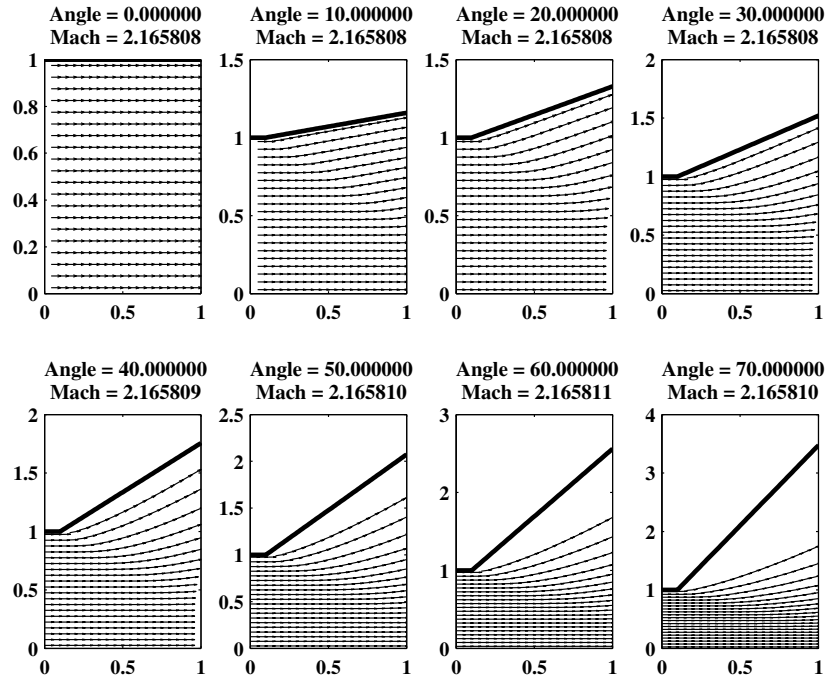 Angle = 0.000000
Mach = 2.165808
1
0.8
0.6
0.4
0.2
0
0 0.5 1
Angle = 10.000000
Mach = 2.165808
1.5
1
0.5
0
0 0.5 1
Angle = 20.000000
Mach = 2.165808
1.5
1
0.5
0
0 0.5 1
Angle = 30.000000
Mach = 2.165808
2
1.5
1
0.5
0
0 0.5 1
Angle = 40.000000
Mach = 2.165809
2
1.5
1
0.5
0
0 0.5 1
Angle = 50.000000
Mach = 2.165810
2.5
2
1.5
1
0.5
0
0 0.5 1
Angle = 60.000000
Mach = 2.165811
3
2
1
0
0 0.5 1
Angle = 70.000000
Mach = 2.165810
4
3
2
1
0
0 0.5 1